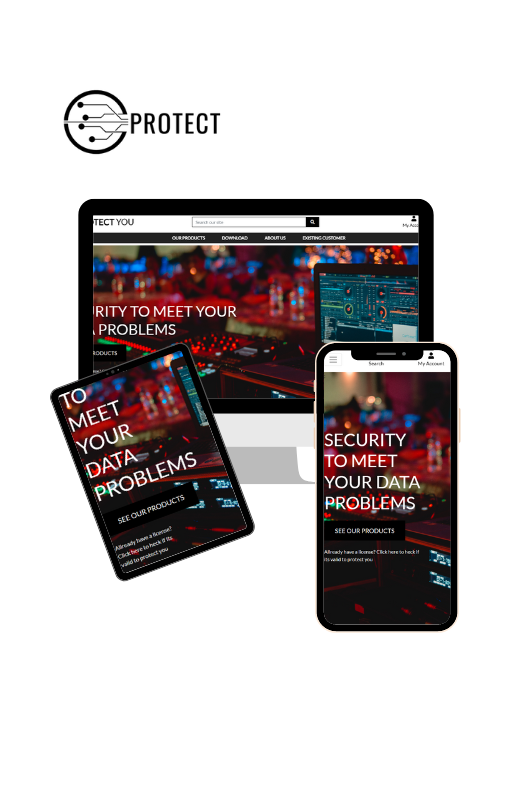 PROTECT
TECT YOU
Search our site
My Acc
OUR PRODUCTS DOWNLOAD ABOUT US EXISTING CUSTOMER
URITY TO MEET YOUR
A PROBLEMS
PRODUCTS
TO
MEET
YOUR
DATA
PROBLEMS
SEE OUR PRODUCTS
Allready have a license?
Click here to heck if its
valid to protect you
Search
My Account
SECURITY
TO MEET
YOUR DATA
PROBLEMS
SEE OUR PRODUCTS
Allready have a license? Click here to heck if
its valid to protect you